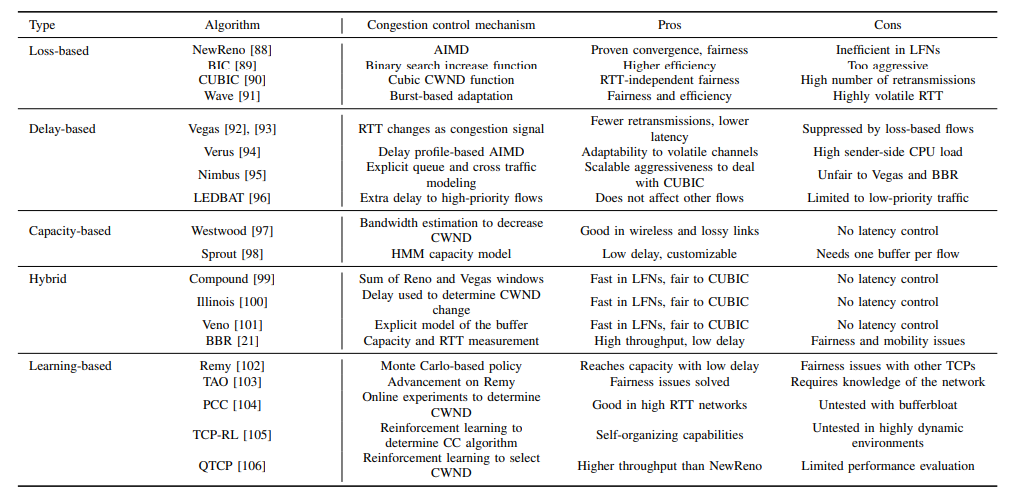 Type Algorithm Congestion control mechanism Pros Cons
Loss-based NewReno [88] AIMD Proven convergence, fairness Inefficient in LFNs
BIC [89] Binary search increase function Higher efficiency Too aggressive
CUBIC [90] Cubic CWND function RTT-independent fairness High number of retransmissions
Wave [91] Burst-based adaptation Fairness and efficiency Highly volatile RTT
Delay-based Vegas [92], [93] RTT changes as congestion signal Fewer retransmissions, lower latency Suppressed by loss-based flows
Verus [94] Delay profile-based AIMD Adaptability to volatile channels High sender-side CPU load
Nimbus [95] Explicit queue and cross traffic modeling Scalable aggressiveness to deal with CUBIC Unfair to Vegas and BBR
LEDBAT [96] Extra delay to high-priority flows Does not affect other flows Limited to low-priority traffic
Capacity-based Westwood [97] Bandwidth estimation to decrease CWND Good in wireless and lossy links No latency control
Sprout [98] HMM capacity model Low delay, customizable Needs one buffer per flow
Hybrid Compound [99] Sum of Reno and Vegas windows Fast in LFNs, fair to CUBIC No latency control
Illinois [100] Delay used to determine CWND change Fast in LFNs, fair to CUBIC No latency control
Veno [101] Explicit model of the buffer Fast in LFNs, fair to CUBIC No latency control
BBR [21] Capacity and RTT measurement High throughput, low delay Fairness and mobility issues
Learning-based Remy [102] Monte Carlo-based policy Reaches capacity with low delay Fairness issues with other TCPs
TAO [103] Advancement on Remy Fairness issues solved Requires knowledge of the network
PCC [104] Online experiments to determine CWND Good in high RTT networks Untested with bufferbloat
TCP-RL [105] Reinforcement learning to determine CC algorithm Self-organizing capabilities Untested in highly dynamic environments
QTCP [106] Reinforcement learning to select CWND Higher throughput than NewReno Limited performance evaluation